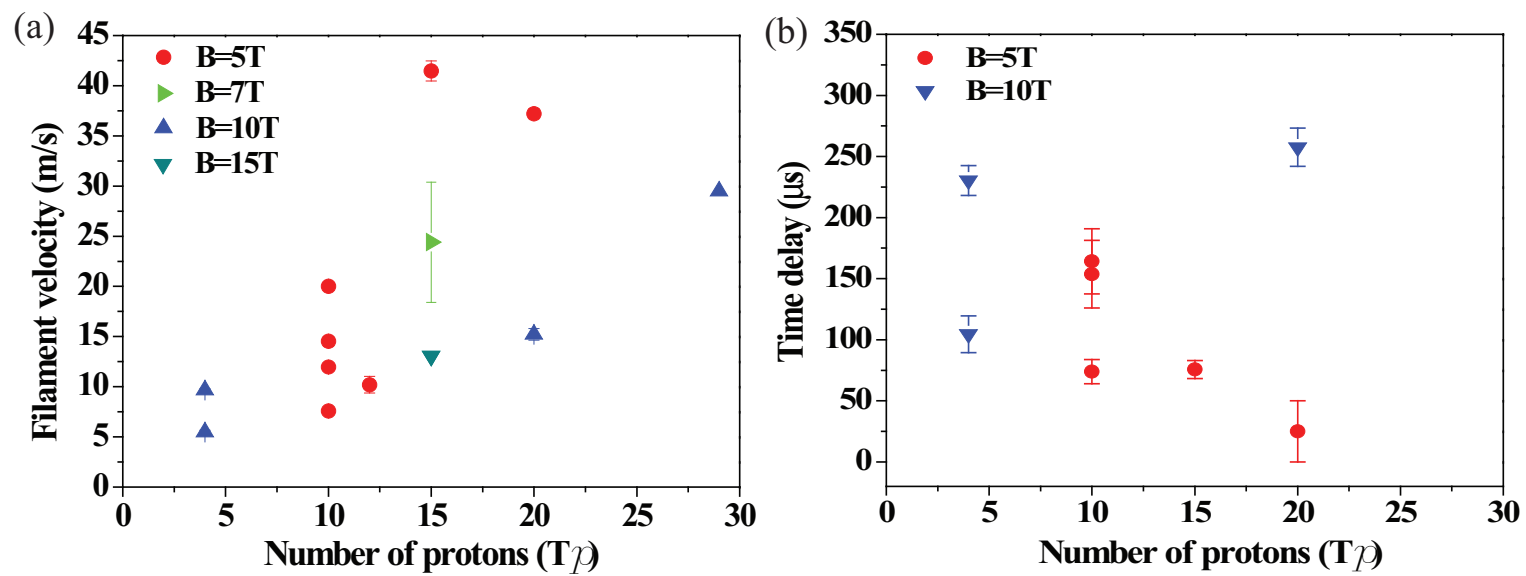 (a)
45
40
35
30
25
20
15
10
5
0
Filament velocity (m/s)
B=5T
B=7T
B=10T
B=15T
0 5 10 15 20 25 30
Number of protons (Tp)
(b)
350
300
250
200
150
100
50
0
Time delay (μs)
B=5T
B=10T
0 5 10 15 20 25 30
Number of protons (Tp)